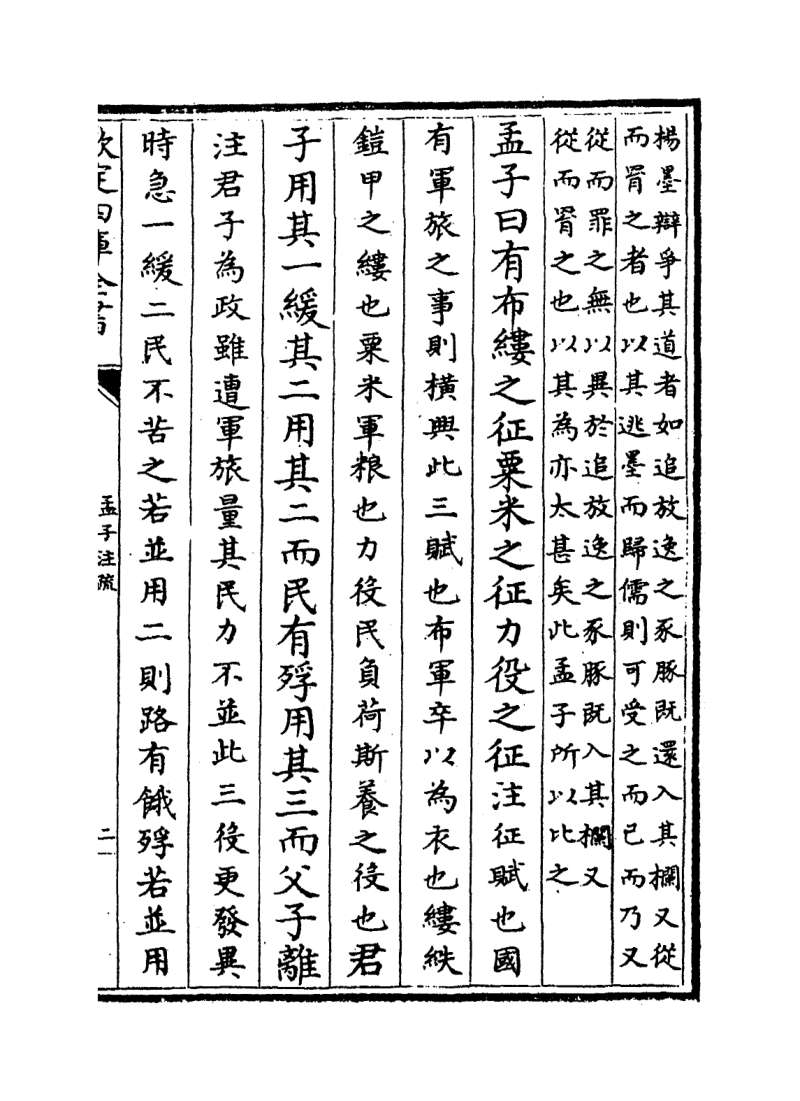 楊墨辯爭其道者如追放逸之豕豚既還入其欄又從
而罥之者也以其逃墨而歸儒則可受之而已而乃又
從而罪之無以異於追放逸之豕豚既入其欄又
從而罥之也以其為亦太甚矣此孟子所以比之
孟子曰有布縷之征粟米之征力役之征注征賦也國
有軍旅之事則橫興此三賦也布軍卒以為衣也縷紩
鎧甲之縷也粟米軍粮也力役民負荷斯養之役也君
子用其一緩其二用其二而民有殍用其三而父子離
注君子為政雖遭軍旅量其民力不並此三役更發異
時急一緩二民不苦之若並用二則路有餓殍若並用
欽定四庫全書
孟子注疏
二